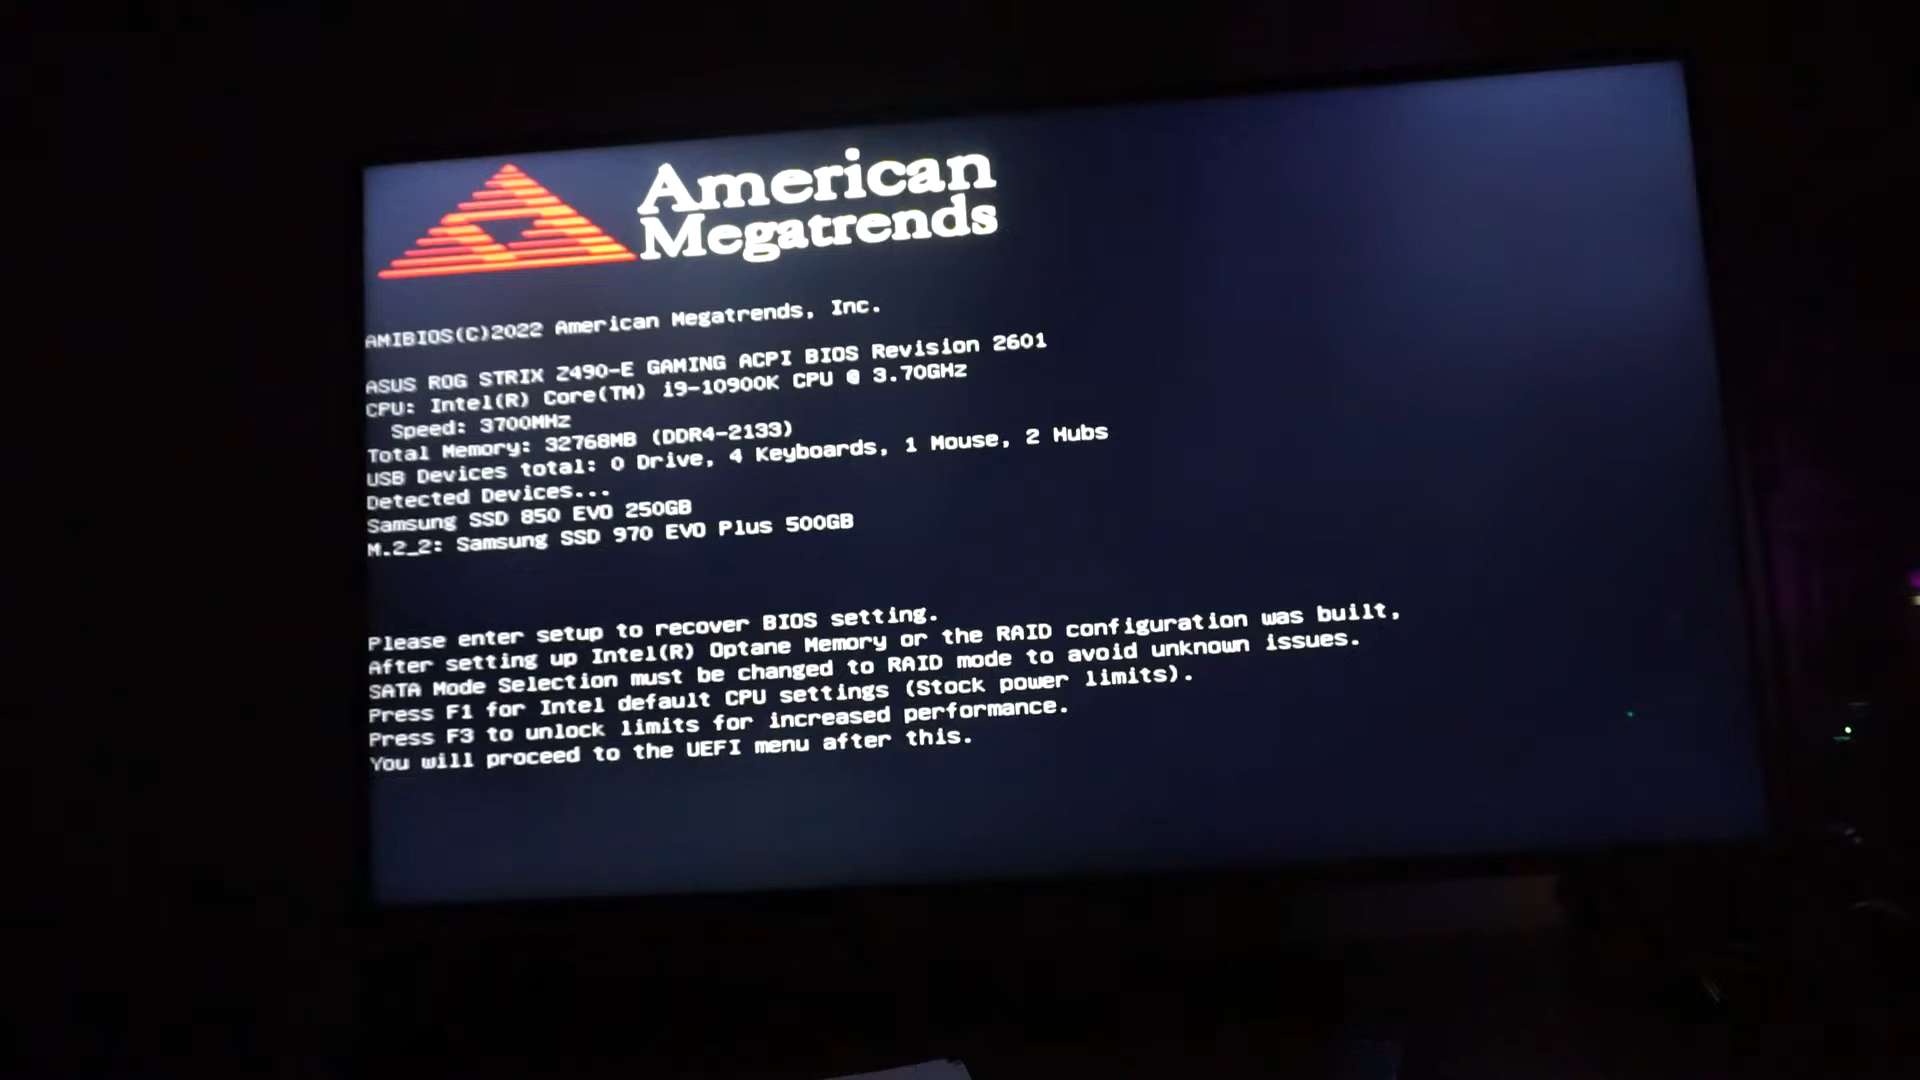 American
Megatrends
AMIBIOS(C)2022 American Megatrends, Inc.
ASUS ROG STRIX Z490-E GAMING ACPI BIOS Revision 2601
CPU: Intel(R) Core(TM) i9-10900K CPU @ 3.70GHz
Speed: 3700MHz
Total Memory: 32768MB (DDR4-2133)
USB Devices total: 0 Drive, 4 Keyboards, 1 Mouse, 2 Hubs
Detected Devices...
Samsung SSD 850 EVO 250GB
M.2_2: Samsung SSD 970 EVO Plus 500GB
Please enter setup to recover BIOS setting.
After setting up Intel(R) Optane Memory or the RAID configuration was built,
SATA Mode Selection must be changed to RAID mode to avoid unknown issues.
Press F1 for Intel default CPU settings (Stock power limits).
Press F3 to unlock limits for increased performance.
You will proceed to the UEFI menu after this.